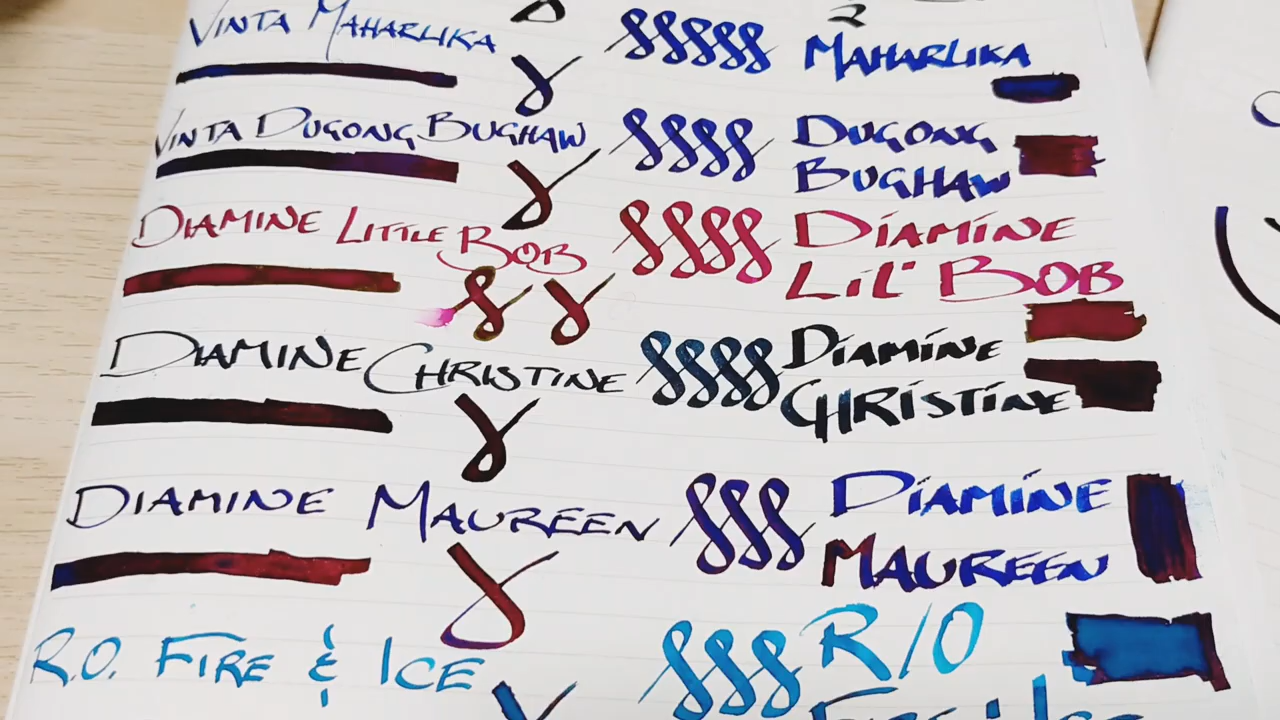 2
VINTA MAHARLIKA
MAHARLIKA
VINTA DUGONG BUGHAW
DUGONG
BUGHAW
DIAMINE LITTLE BOB
DIAMINE
LIL' BOB
DIAMINE CHRISTINE
DIAMINE
CHRISTINE
DIAMINE MAUREEN
DIAMINE
MAUREEN
R.O. FIRE & ICE
R/O